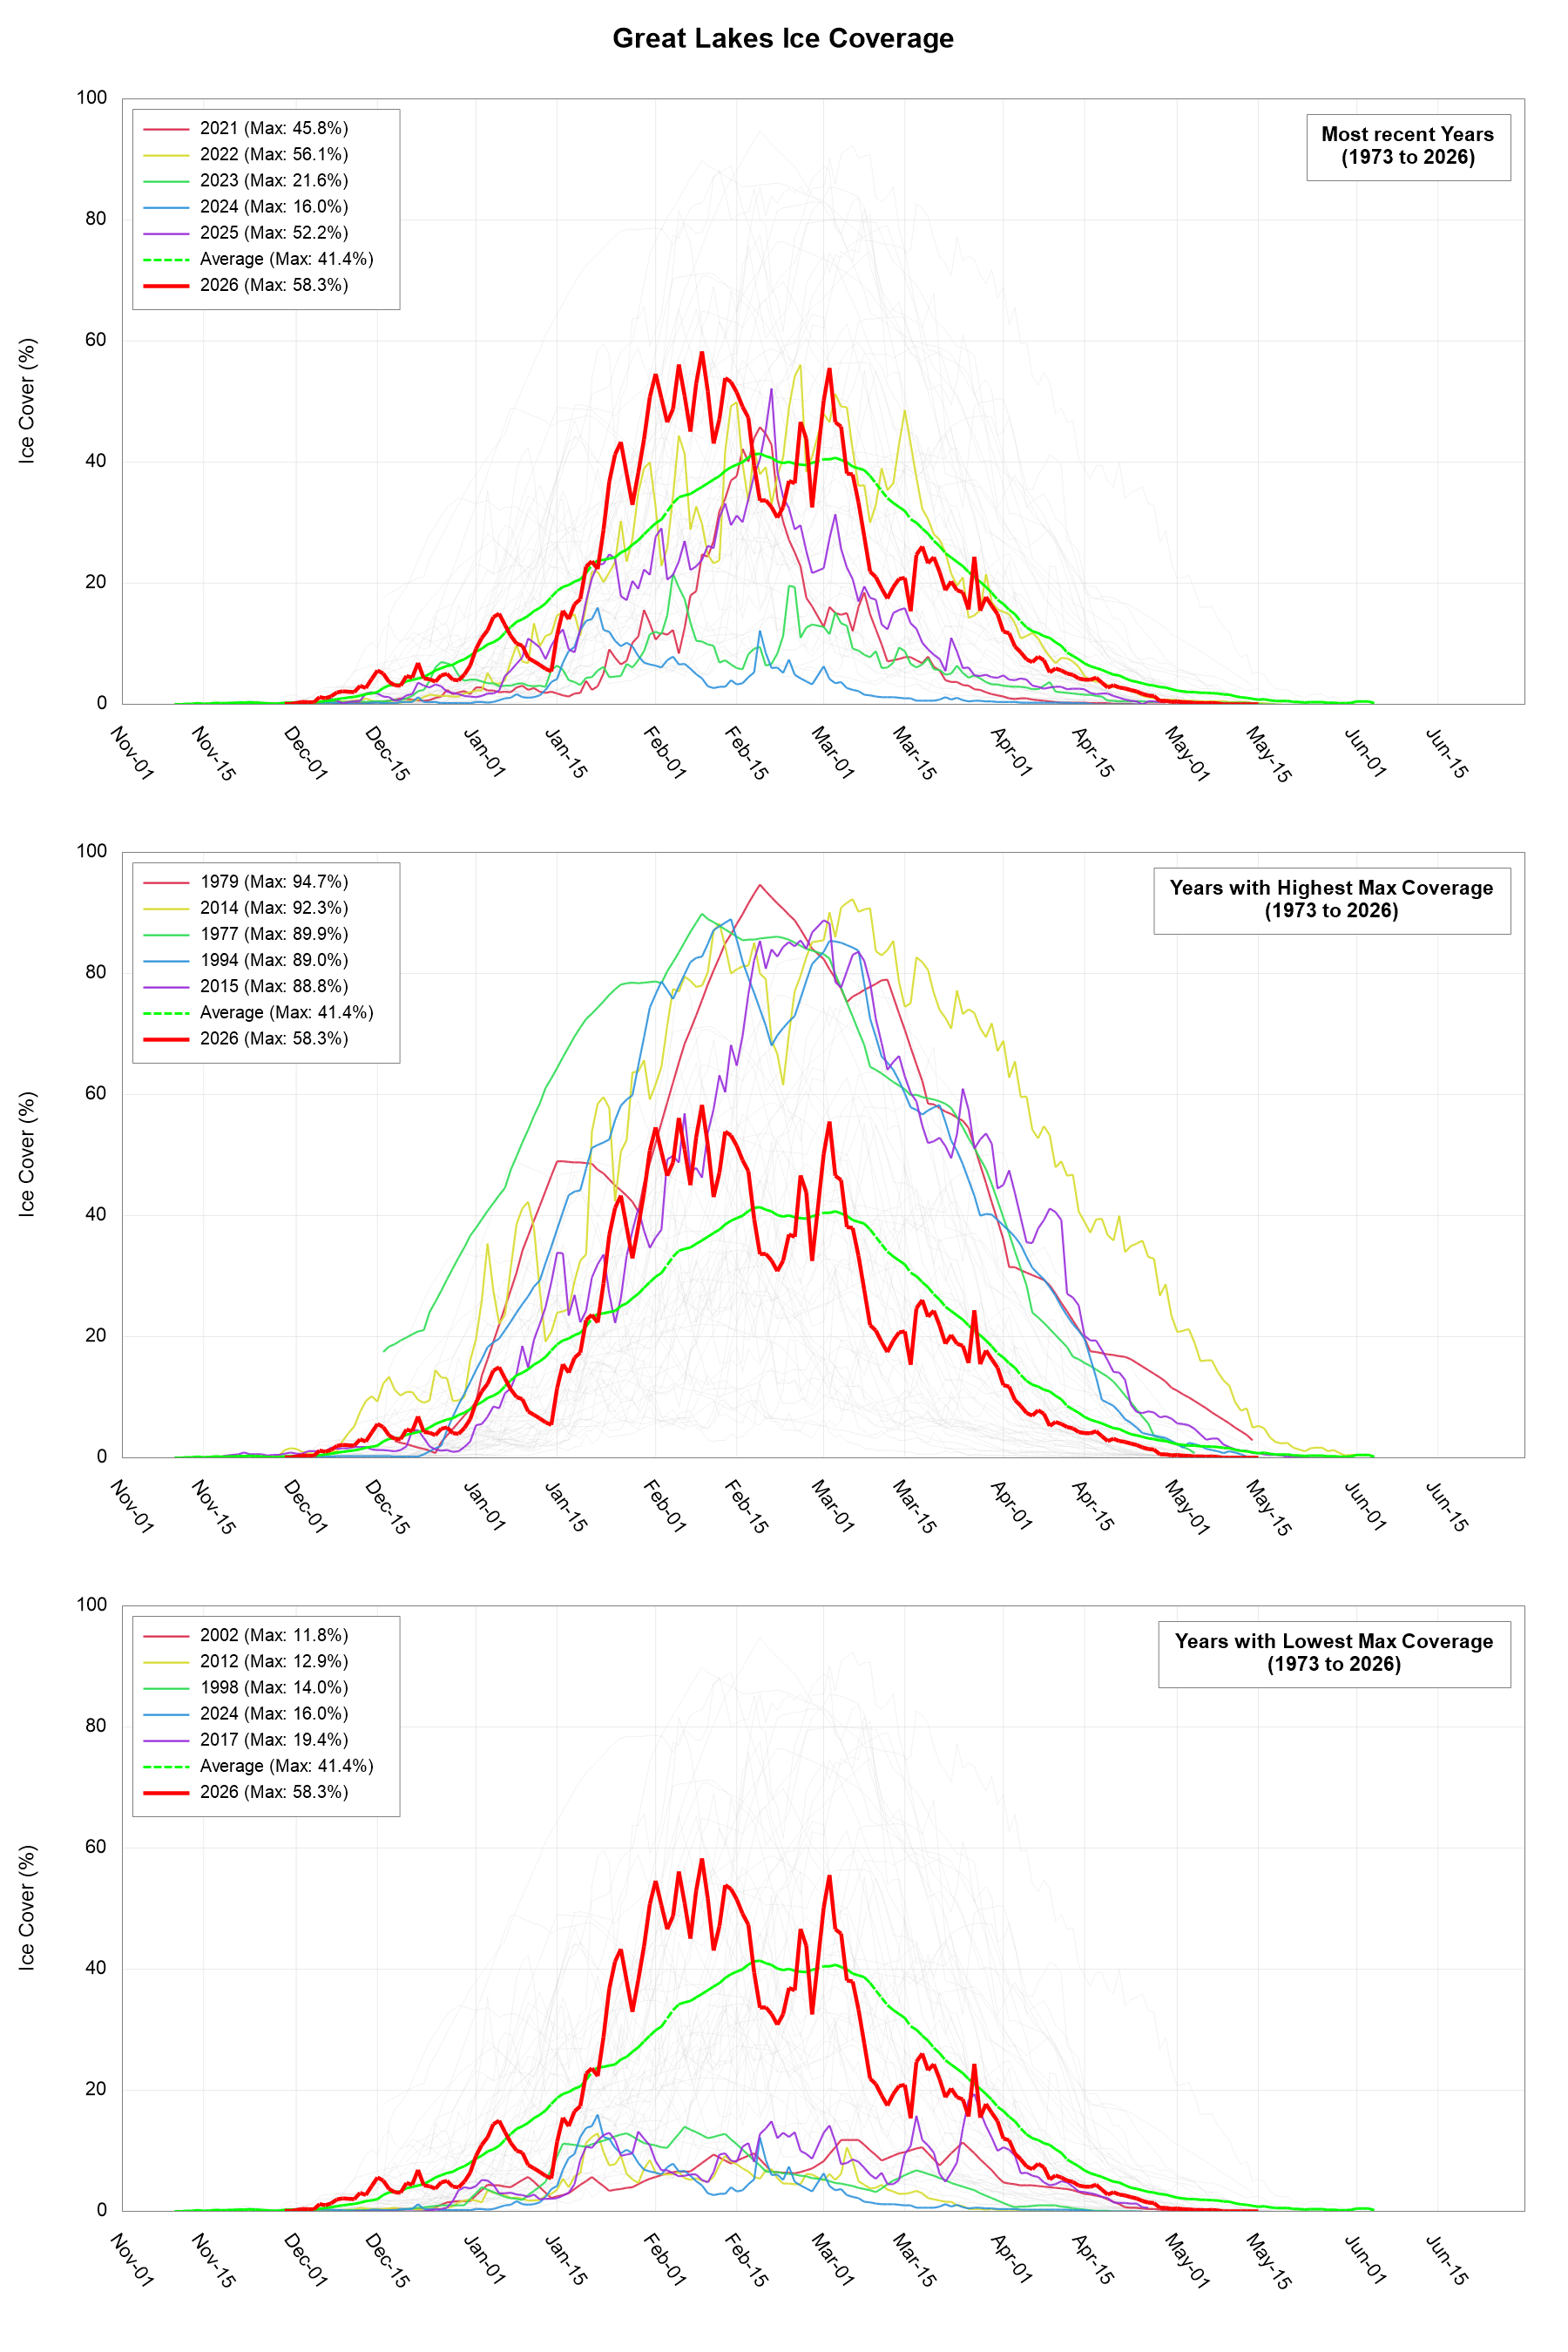 Great Lakes Ice Coverage
100
80
60
40
20
0
Ice Cover (%)
2021 (Max: 45.8%)
2022 (Max: 56.1%)
2023 (Max: 21.6%)
2024 (Max: 16.0%)
2025 (Max: 52.2%)
Average (Max: 41.4%)
2026 (Max: 58.3%)
Most recent Years
(1973 to 2026)
Nov-01 Nov-15 Dec-01 Dec-15 Jan-01 Jan-15 Feb-01 Feb-15 Mar-01 Mar-15 Apr-01 Apr-15 May-01 May-15 Jun-01 Jun-15
100
80
60
40
20
0
Ice Cover (%)
1979 (Max: 94.7%)
2014 (Max: 92.3%)
1977 (Max: 89.9%)
1994 (Max: 89.0%)
2015 (Max: 88.8%)
Average (Max: 41.4%)
2026 (Max: 58.3%)
Years with Highest Max Coverage
(1973 to 2026)
Nov-01 Nov-15 Dec-01 Dec-15 Jan-01 Jan-15 Feb-01 Feb-15 Mar-01 Mar-15 Apr-01 Apr-15 May-01 May-15 Jun-01 Jun-15
100
80
60
40
20
0
Ice Cover (%)
2002 (Max: 11.8%)
2012 (Max: 12.9%)
1998 (Max: 14.0%)
2024 (Max: 16.0%)
2017 (Max: 19.4%)
Average (Max: 41.4%)
2026 (Max: 58.3%)
Years with Lowest Max Coverage
(1973 to 2026)
Nov-01 Nov-15 Dec-01 Dec-15 Jan-01 Jan-15 Feb-01 Feb-15 Mar-01 Mar-15 Apr-01 Apr-15 May-01 May-15 Jun-01 Jun-15